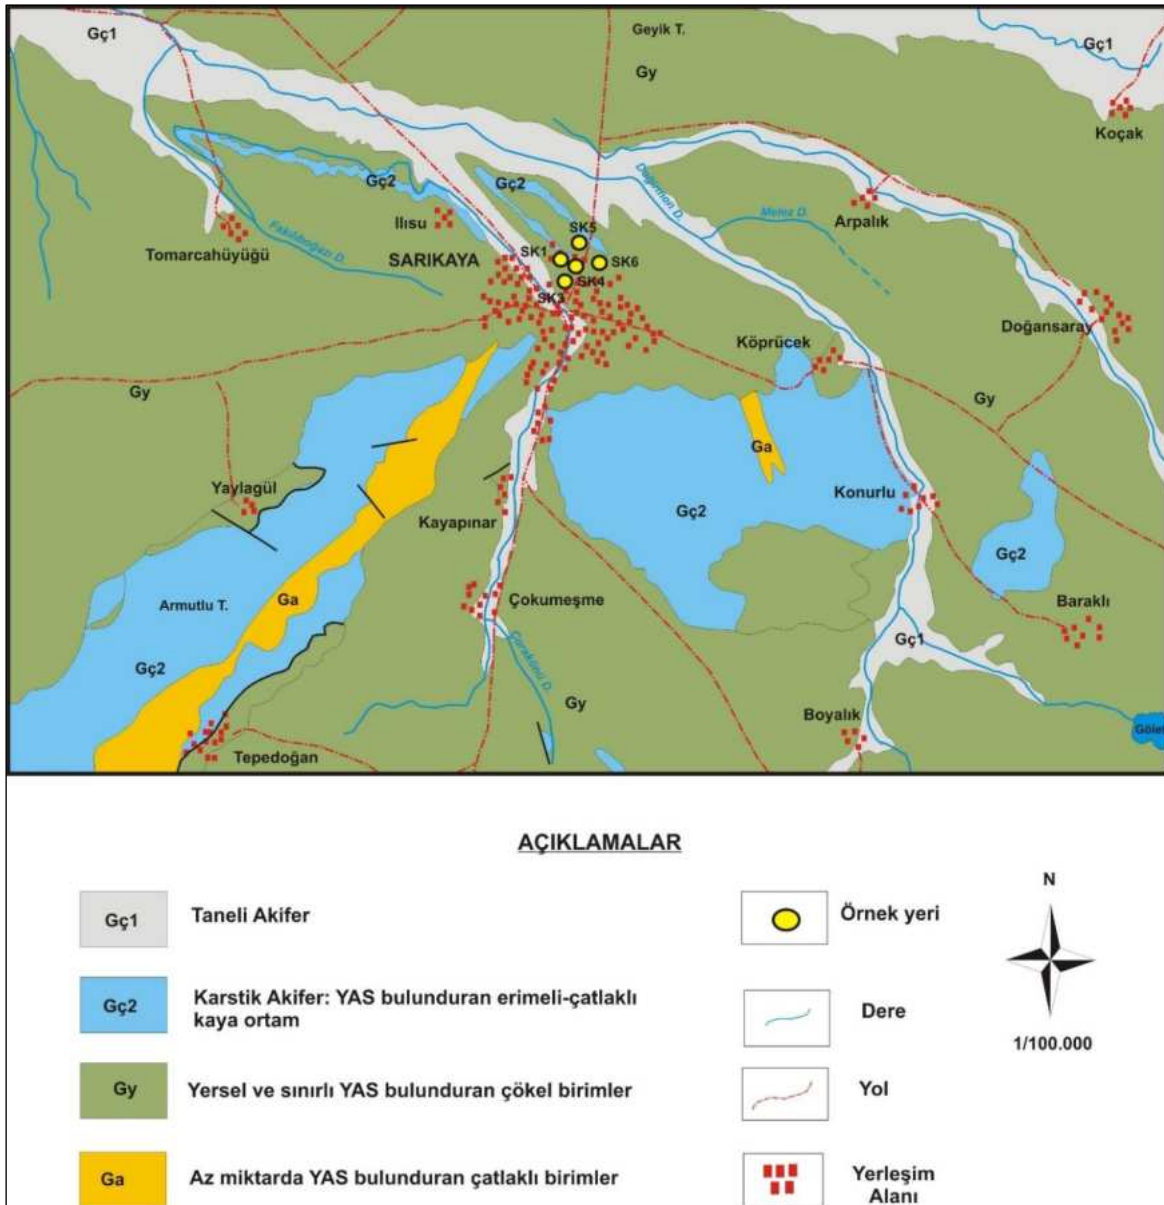 Gç1
Geyik T.
Gy
Gç1
Koçak
Gç2
Gç2
Değirmen D.
Meme D.
Arpalık
Ilısu
Tomarcahüyüğü
SARIKAYA
SK5
SK1
SK6
SK4
SK3
Doğansaray
Köprücek
Gy
Gy
Ga
Yaylagül
Konurlu
Kayapınar
Gç2
Gç2
Armutlu T.
Ga
Çokumeşme
Baraklı
Gç1
Gç2
Gy
Boyalık
Gölet
Tepedoğan
AÇIKLAMALAR
Gç1 Taneli Akifer
Gç2 Karstik Akifer: YAS bulunduran erimeli-çatlaklı
kaya ortam
Gy Yersel ve sınırlı YAS bulunduran çökel birimler
Ga Az miktarda YAS bulunduran çatlaklı birimler
Örnek yeri
Dere
Yol
Yerleşim
Alanı
N
1/100.000